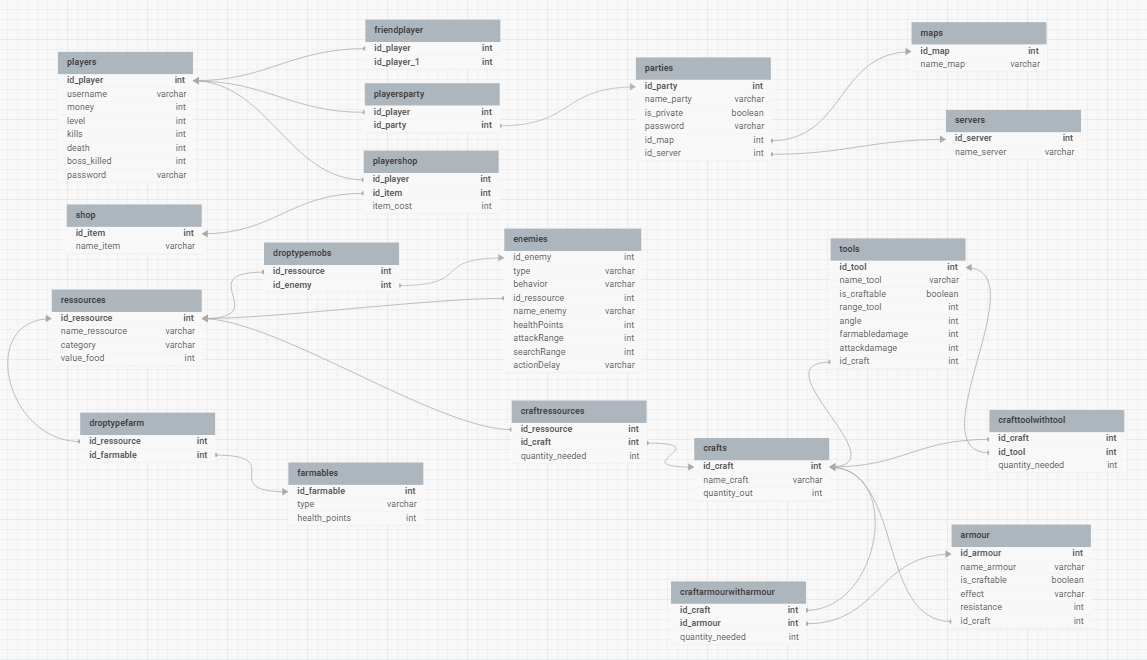 friendplayer
id_player int
id_player_1 int
maps
id_map int
name_map varchar
players
id_player int
username varchar
money int
level int
kills int
death int
boss_killed int
password varchar
parties
id_party int
name_party varchar
is_private boolean
password varchar
id_map int
id_server int
playersparty
id_player int
id_party int
servers
id_server int
name_server varchar
playershop
id_player int
id_item int
item_cost int
shop
id_item int
name_item varchar
enemies
id_enemy int
type varchar
behavior varchar
id_ressource int
name_enemy varchar
healthPoints int
attackRange int
searchRange int
actionDelay varchar
tools
id_tool int
name_tool varchar
is_craftable boolean
range_tool int
angle int
farmabledamage int
attackdamage int
id_craft int
droptypemobs
id_ressource int
id_enemy int
ressources
id_ressource int
name_ressource varchar
category varchar
value_food int
craftressources
id_ressource int
id_craft int
quantity_needed int
crafttoolwithtool
id_craft int
id_tool int
quantity_needed int
droptypefarm
id_ressource int
id_farmable int
crafts
id_craft int
name_craft varchar
quantity_out int
farmables
id_farmable int
type varchar
health_points int
armour
id_armour int
name_armour varchar
is_craftable boolean
effect varchar
resistance int
id_craft int
craftarmourwitharmour
id_craft int
id_armour int
quantity_needed int